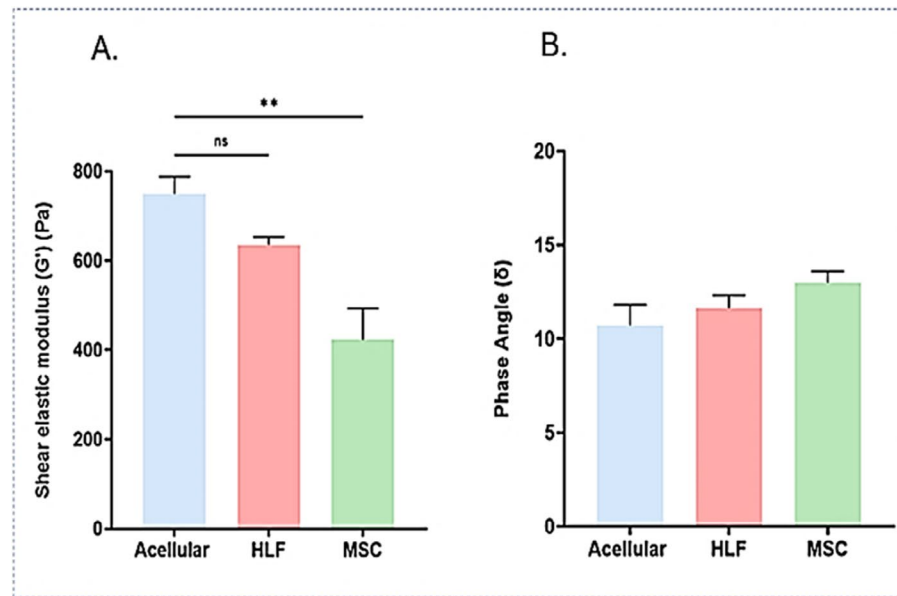 A.
**
ns
Shear elastic modulus (G') (Pa)
800
600
400
200
0
Acellular HLF MSC
B.
Phase Angle (δ)
20
15
10
5
0
Acellular HLF MSC